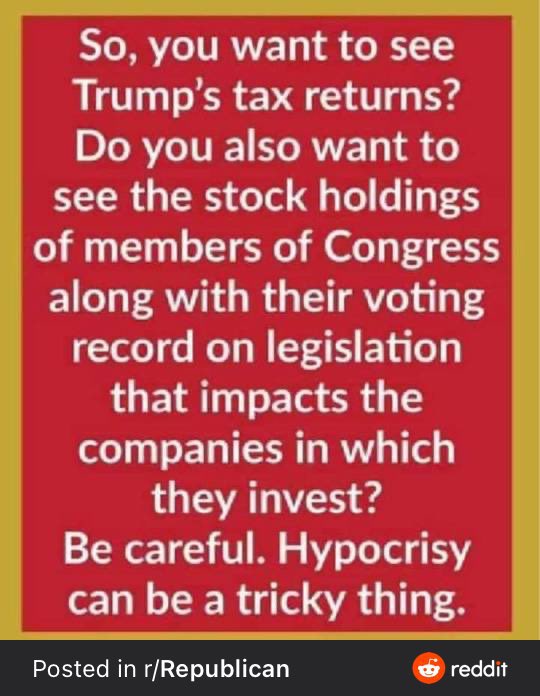 So, you want to see
Trump's tax returns?
Do you also want to
see the stock holdings
of members of Congress
along with their voting
record on legislation
that impacts the
companies in which
they invest?
Be careful. Hypocrisy
can be a tricky thing.
Posted in r/Republican
reddit